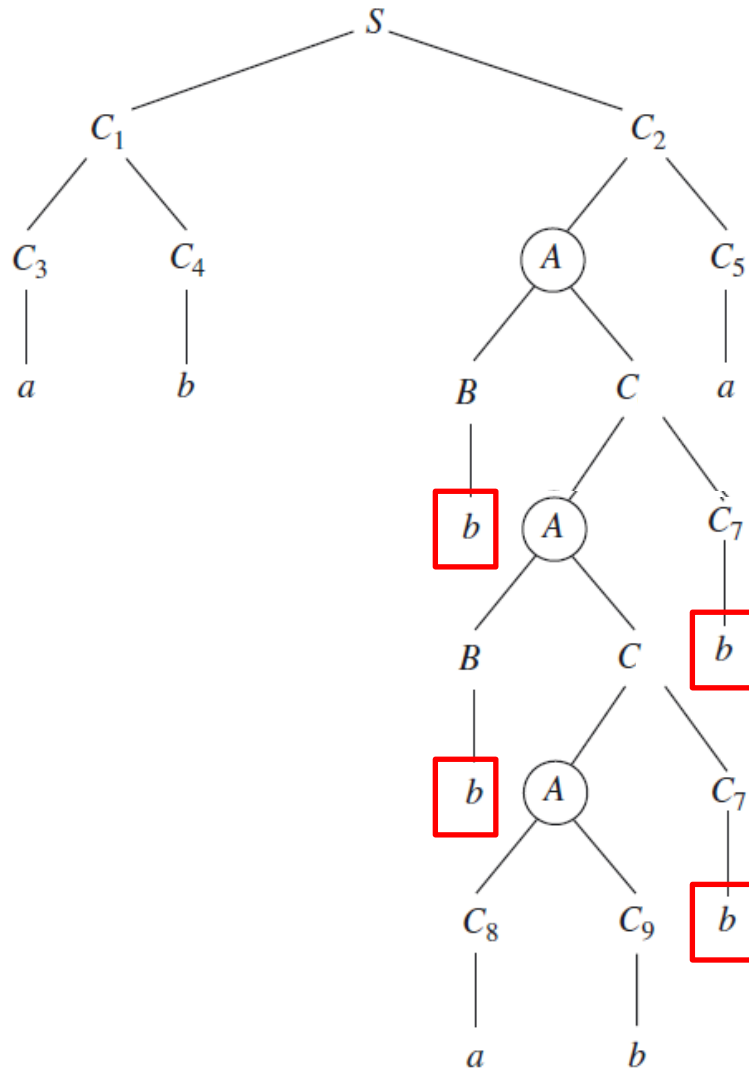 S
C₁ C₂
C₃ C₄ A C₅
a b B C a
b A C₇
B C b
b A C₇
C₈ C₉ b
a b